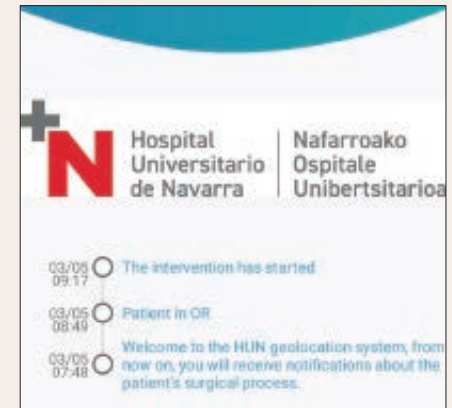 N
Hospital
Universitario
de Navarra
Nafarroako
Ospitale
Unibertsitarioa
03/05
09:17
The intervention has started
03/05
08:49
Patient in OR
03/05
07:48
Welcome to the HUN geolocation system, from
now on, you will receive notifications about the
patient's surgical process.